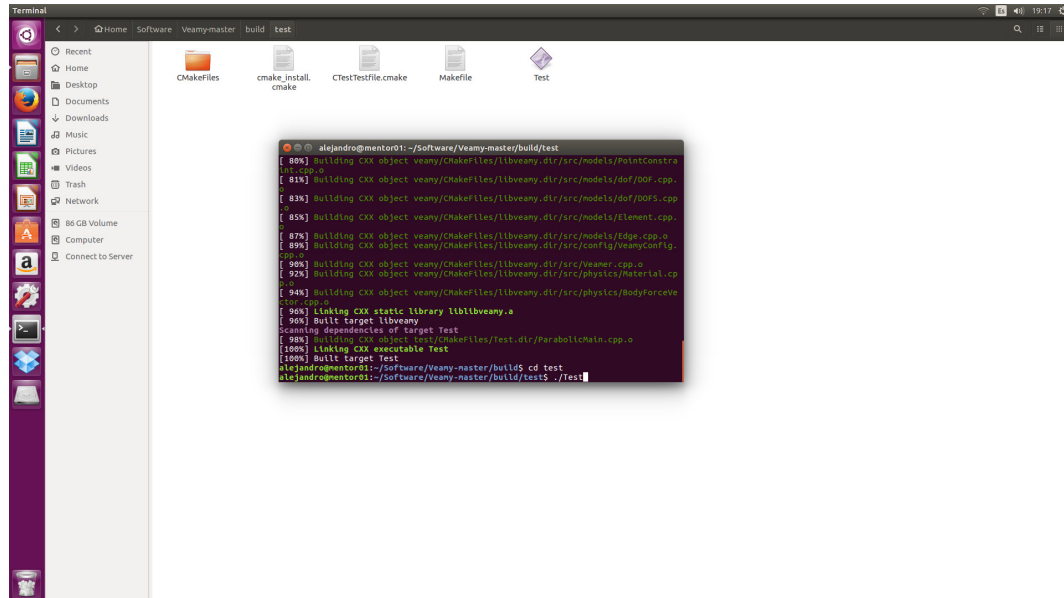 Terminal
Es 19:17
Home Software Veamy-master build test
Recent
Home
Desktop
Documents
Downloads
Music
Pictures
Videos
Trash
Network
86 GB Volume
Computer
Connect to Server
CMakeFiles
cmake_install.
cmake
CTestTestfile.cmake
Makefile
Test
alejandro@mentor01: ~/Software/Veamy-master/build/test
[ 80%] Building CXX object veamy/CMakeFiles/libveamy.dir/src/models/PointConstra
int.cpp.o
[ 81%] Building CXX object veamy/CMakeFiles/libveamy.dir/src/models/dof/DOF.cpp.
o
[ 83%] Building CXX object veamy/CMakeFiles/libveamy.dir/src/models/dof/DOFS.cpp
.o
[ 85%] Building CXX object veamy/CMakeFiles/libveamy.dir/src/models/Element.cpp.
o
[ 87%] Building CXX object veamy/CMakeFiles/libveamy.dir/src/models/Edge.cpp.o
[ 89%] Building CXX object veamy/CMakeFiles/libveamy.dir/src/config/VeamyConfig.
cpp.o
[ 90%] Building CXX object veamy/CMakeFiles/libveamy.dir/src/Veamer.cpp.o
[ 92%] Building CXX object veamy/CMakeFiles/libveamy.dir/src/physics/Material.cp
p.o
[ 94%] Building CXX object veamy/CMakeFiles/libveamy.dir/src/physics/BodyForceVe
ctor.cpp.o
[ 96%] Linking CXX static library liblibveamy.a
[ 96%] Built target libveamy
Scanning dependencies of target Test
[ 98%] Building CXX object test/CMakeFiles/Test.dir/ParabolicMain.cpp.o
[100%] Linking CXX executable Test
[100%] Built target Test
alejandro@mentor01:~/Software/Veamy-master/build$ cd test
alejandro@mentor01:~/Software/Veamy-master/build/test$ ./Test